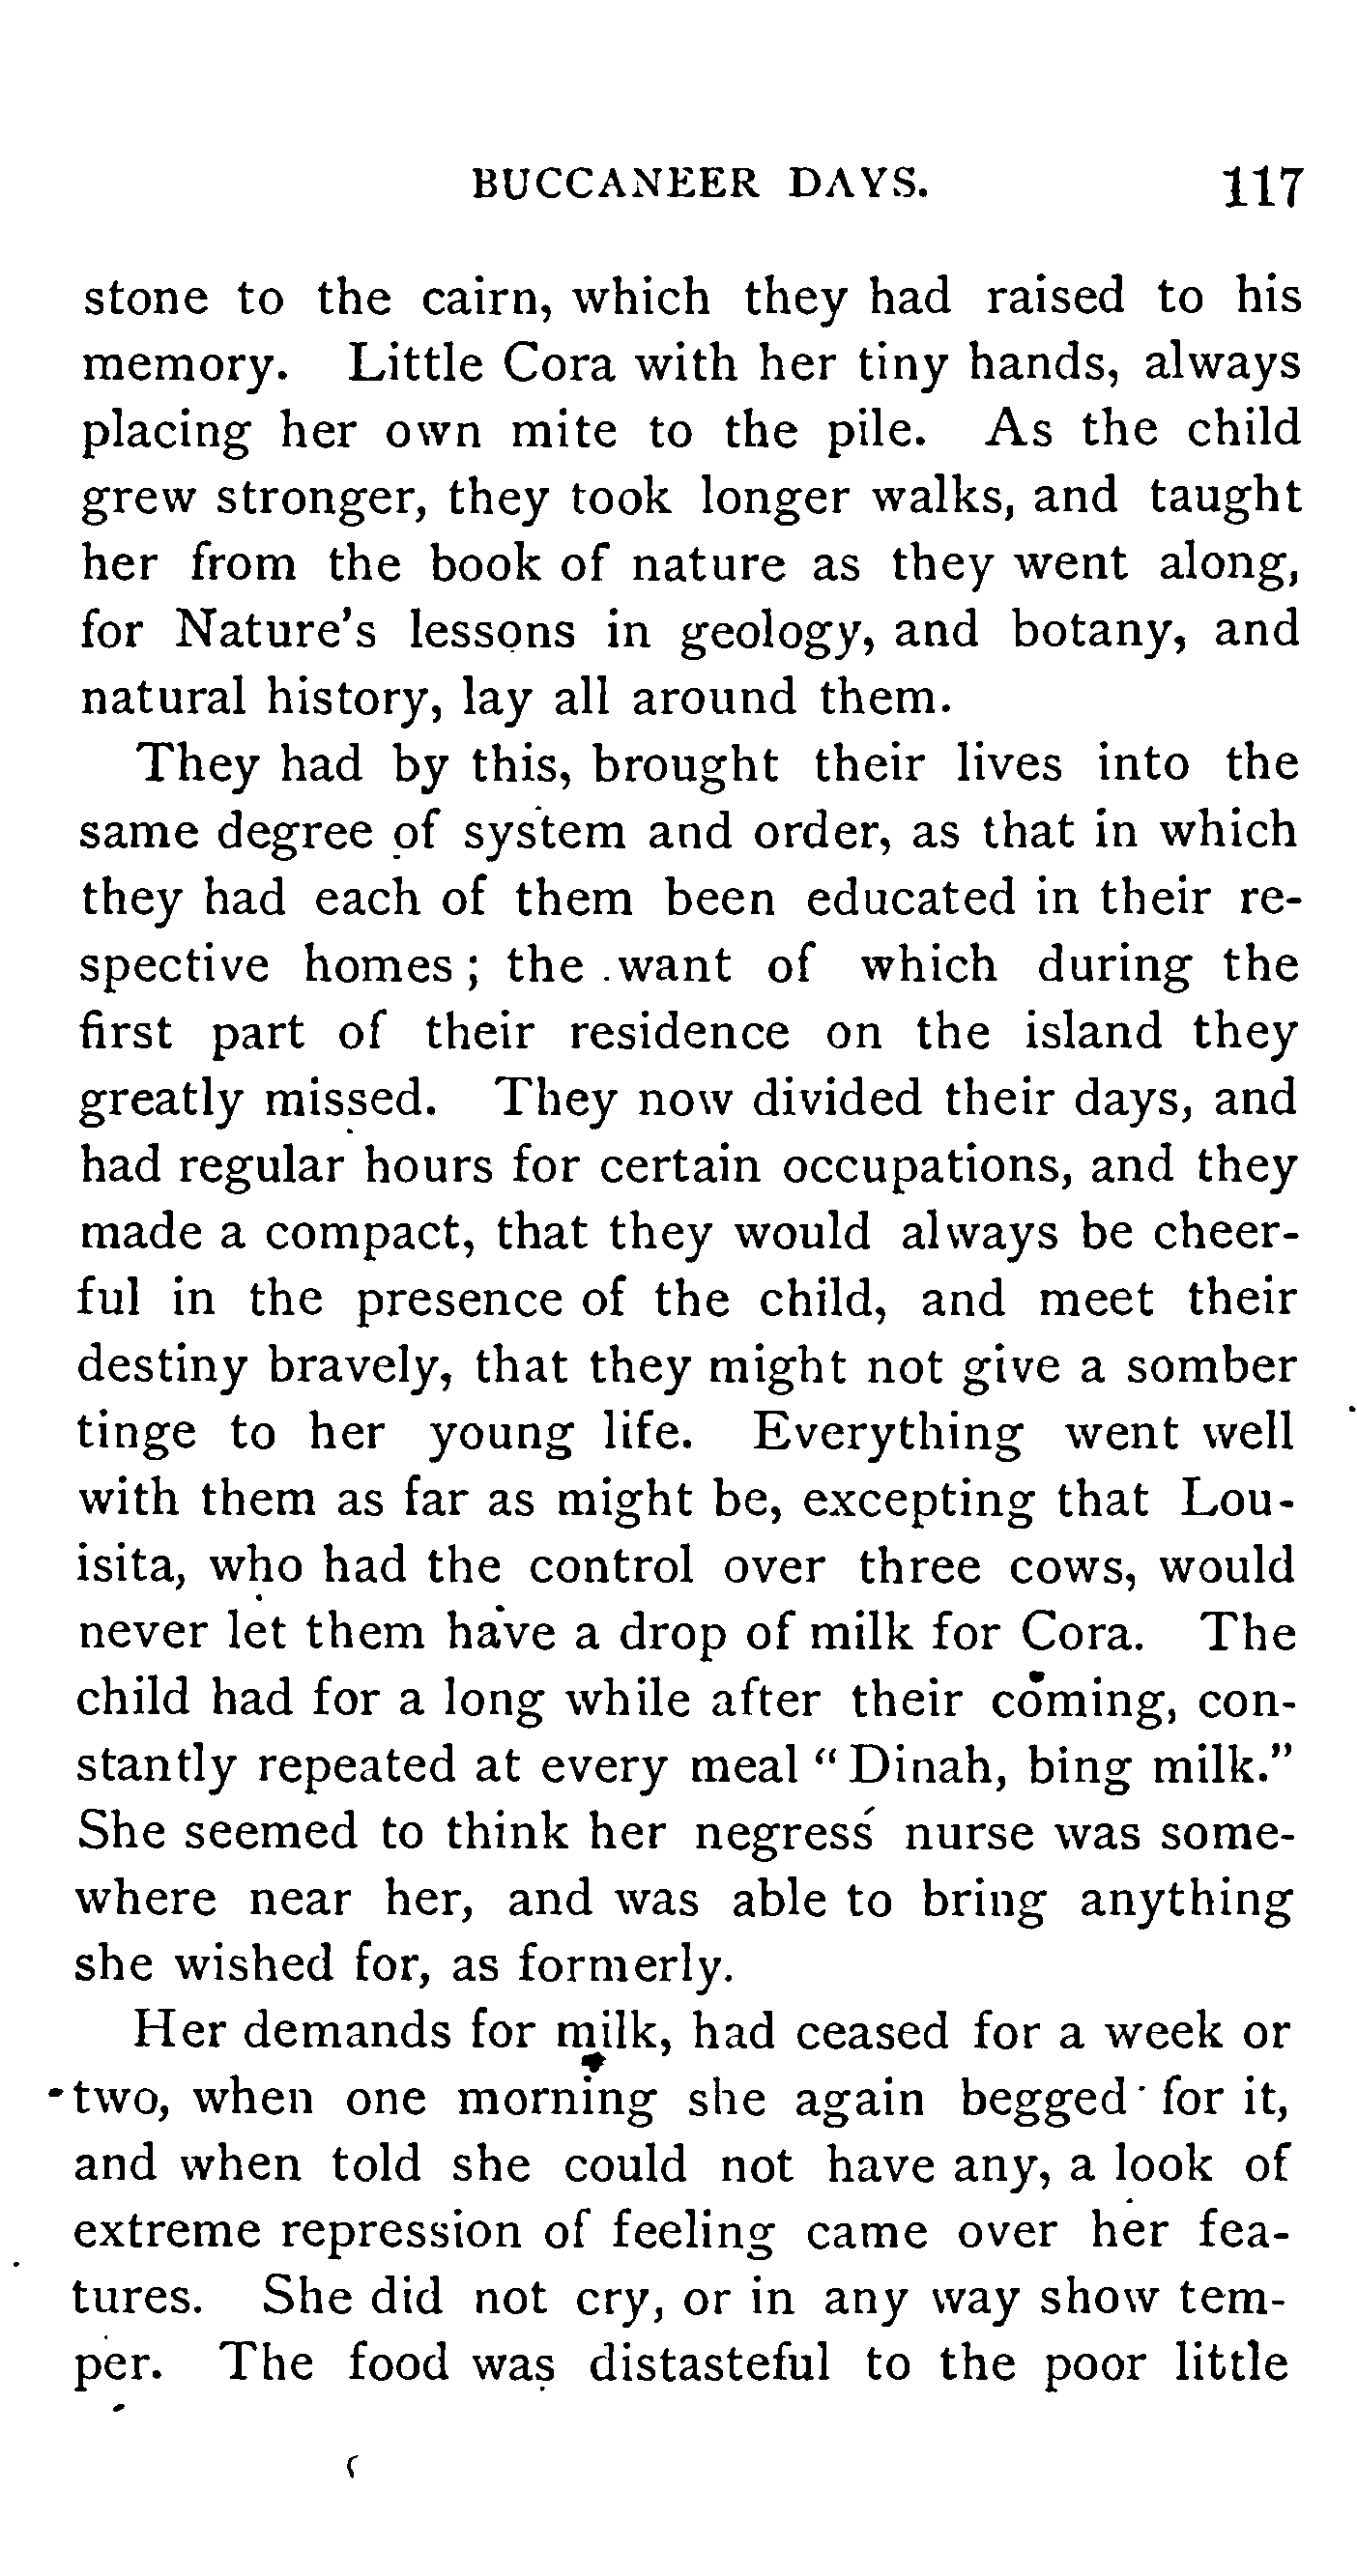 BUCCANEER DAYS. 117
stone to the cairn, which they had raised to his
memory. Little Cora with her tiny hands, always
placing her own mite to the pile. As the child
grew stronger, they took longer walks, and taught
her from the book of nature as they went along,
for Nature's lessons in geology, and botany, and
natural history, lay all around them.
They had by this, brought their lives into the
same degree of system and order, as that in which
they had each of them been educated in their re-
spective homes; the want of which during the
first part of their residence on the island they
greatly missed. They now divided their days, and
had regular hours for certain occupations, and they
made a compact, that they would always be cheer-
ful in the presence of the child, and meet their
destiny bravely, that they might not give a somber
tinge to her young life. Everything went well
with them as far as might be, excepting that Lou-
isita, who had the control over three cows, would
never let them have a drop of milk for Cora. The
child had for a long while after their coming, con-
stantly repeated at every meal "Dinah, bing milk."
She seemed to think her negress nurse was some-
where near her, and was able to bring anything
she wished for, as formerly.
Her demands for milk, had ceased for a week or
two, when one morning she again begged for it,
and when told she could not have any, a look of
extreme repression of feeling came over her fea-
tures. She did not cry, or in any way show tem-
per. The food was distasteful to the poor little